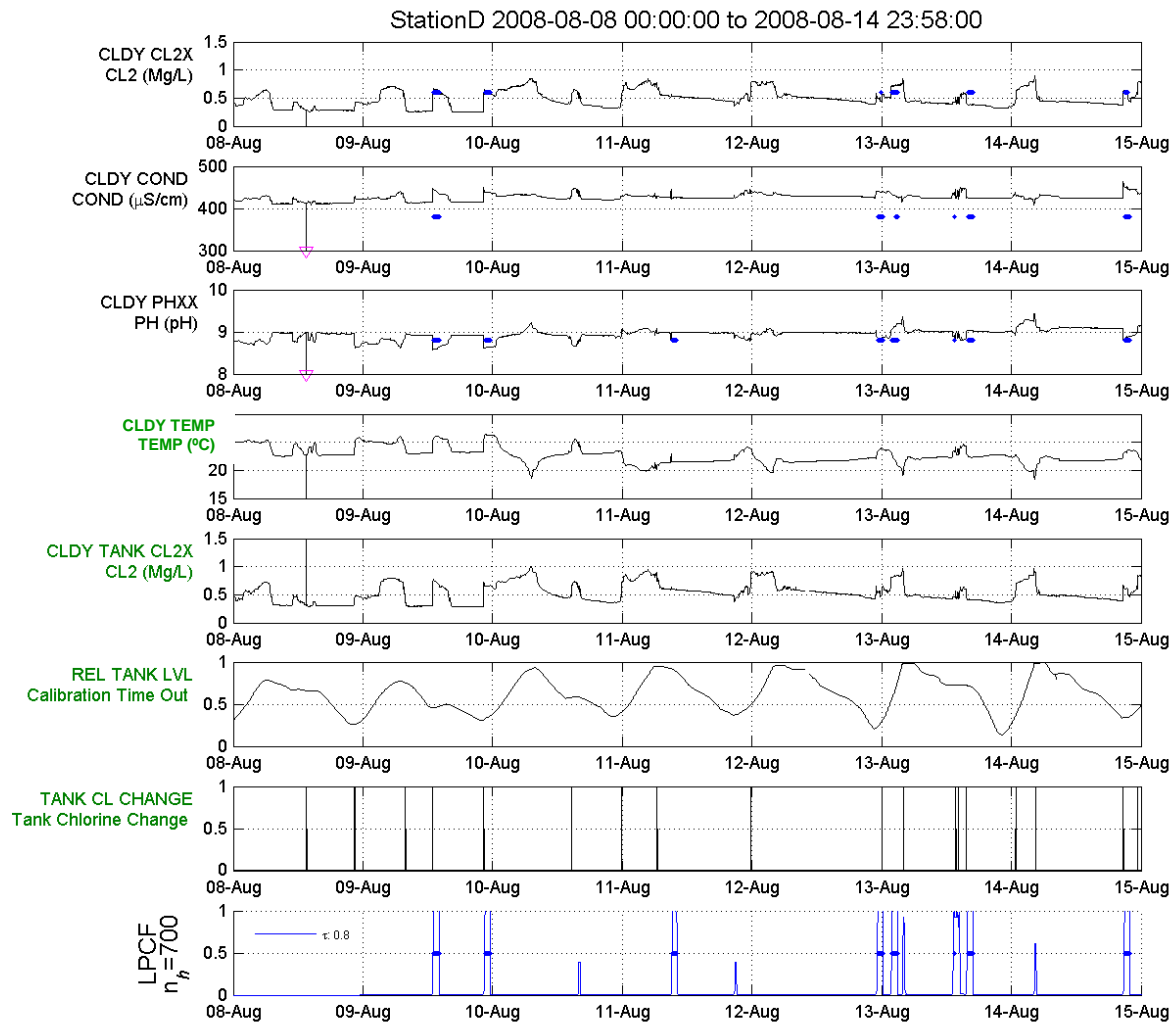 StationD 2008-08-08 00:00:00 to 2008-08-14 23:58:00
CLDY CL2X
CL2 (Mg/L)
1.5
1
0.5
0
08-Aug 09-Aug 10-Aug 11-Aug 12-Aug 13-Aug 14-Aug 15-Aug
CLDY COND
COND (μS/cm)
500
400
300
08-Aug 09-Aug 10-Aug 11-Aug 12-Aug 13-Aug 14-Aug 15-Aug
CLDY PHXX
PH (pH)
10
9
8
08-Aug 09-Aug 10-Aug 11-Aug 12-Aug 13-Aug 14-Aug 15-Aug
CLDY TEMP
TEMP (ºC)
20
15
08-Aug 09-Aug 10-Aug 11-Aug 12-Aug 13-Aug 14-Aug 15-Aug
CLDY TANK CL2X
CL2 (Mg/L)
1.5
1
0.5
0
08-Aug 09-Aug 10-Aug 11-Aug 12-Aug 13-Aug 14-Aug 15-Aug
REL TANK LVL
Calibration Time Out
1
0.5
0
08-Aug 09-Aug 10-Aug 11-Aug 12-Aug 13-Aug 14-Aug 15-Aug
TANK CL CHANGE
Tank Chlorine Change
1
0.5
0
08-Aug 09-Aug 10-Aug 11-Aug 12-Aug 13-Aug 14-Aug 15-Aug
LPCF
n_h=700
1
0.5
0
τ: 0.8
08-Aug 09-Aug 10-Aug 11-Aug 12-Aug 13-Aug 14-Aug 15-Aug